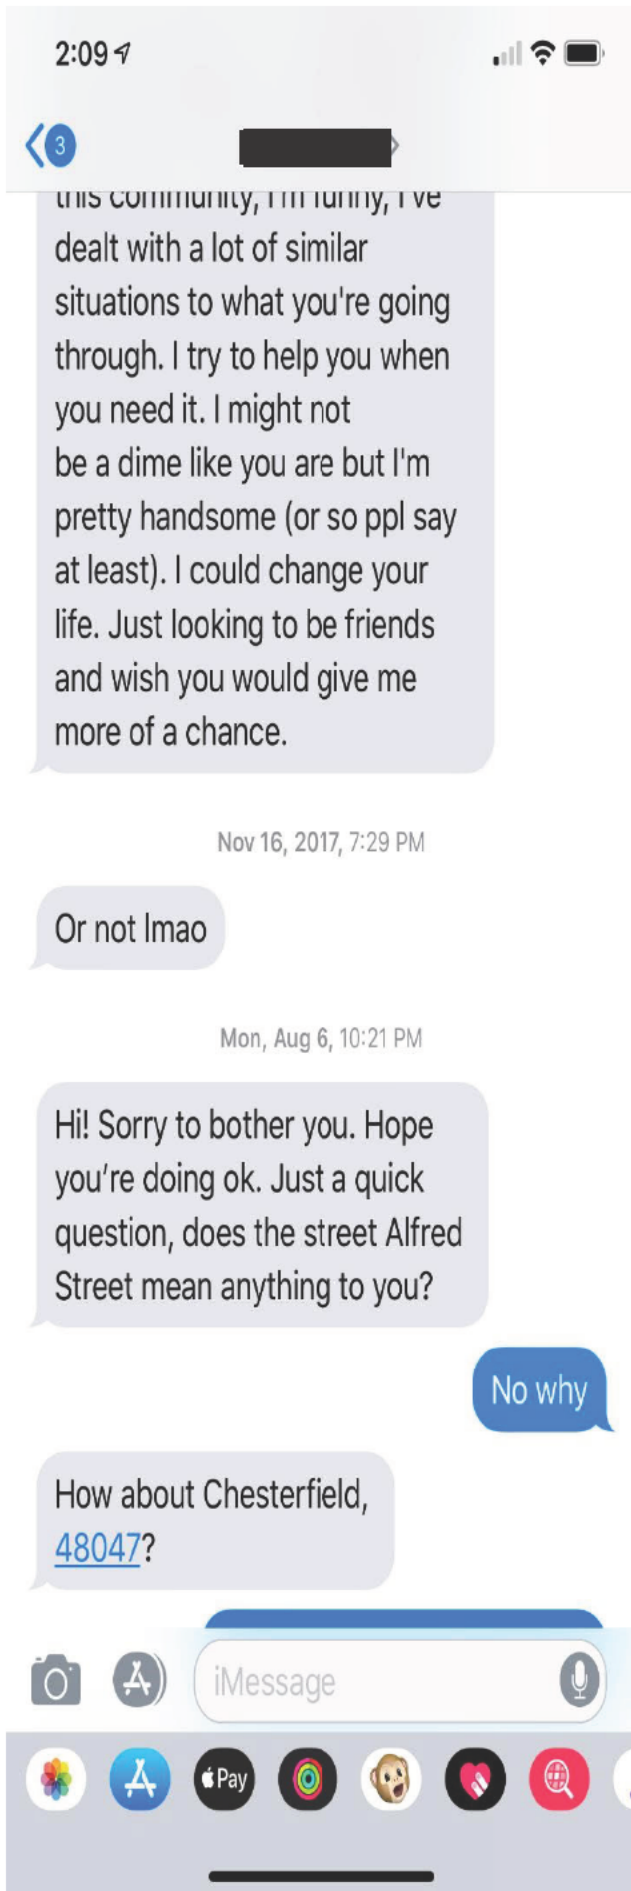 2:09
3
this community, I'm funny, I've
dealt with a lot of similar
situations to what you're going
through. I try to help you when
you need it. I might not
be a dime like you are but I'm
pretty handsome (or so ppl say
at least). I could change your
life. Just looking to be friends
and wish you would give me
more of a chance.
Nov 16, 2017, 7:29 PM
Or not lmao
Mon, Aug 6, 10:21 PM
Hi! Sorry to bother you. Hope
you're doing ok. Just a quick
question, does the street Alfred
Street mean anything to you?
No why
How about Chesterfield,
48047?
iMessage
Pay